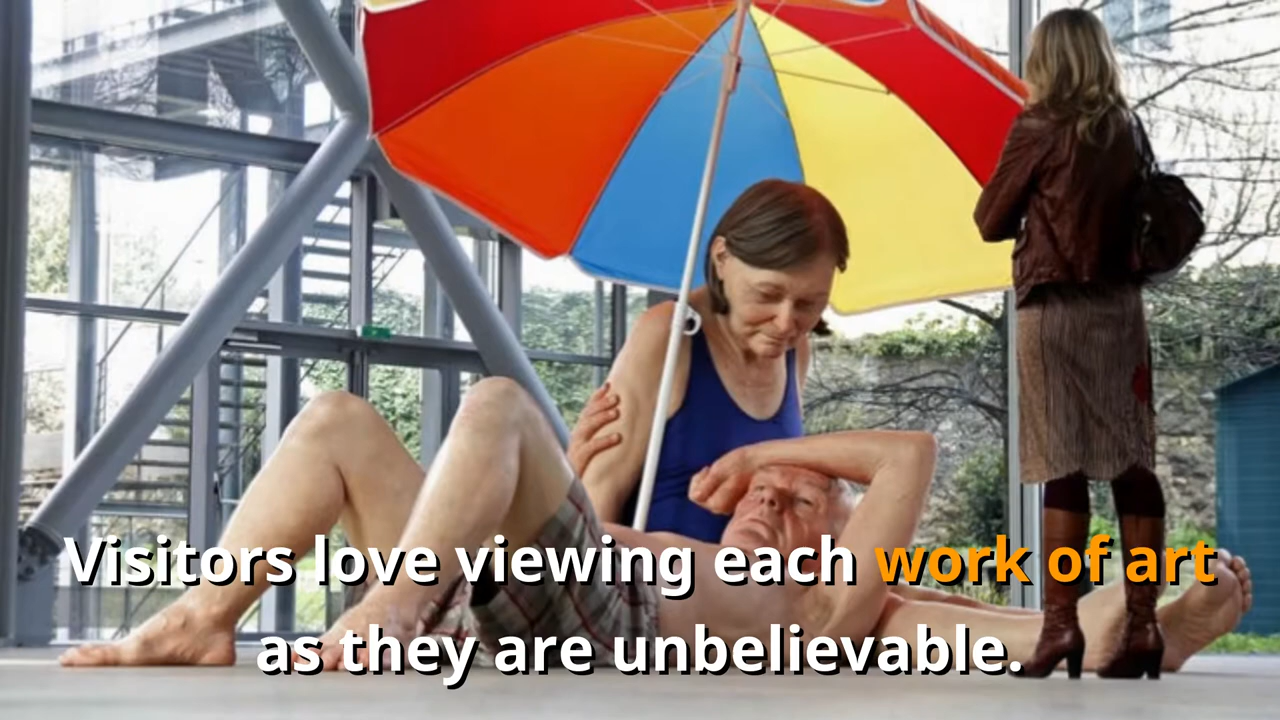 Visitors love viewing each work of art
as they are unbelievable.